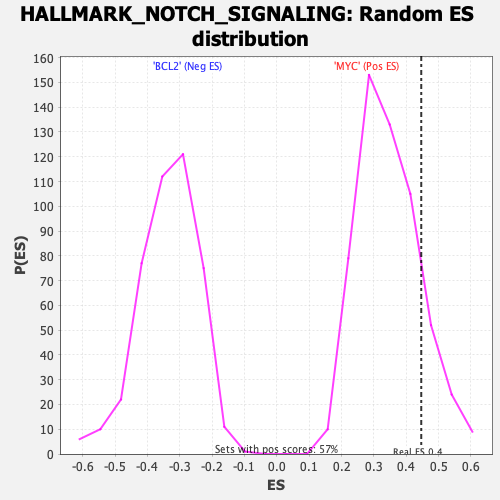 HALLMARK_NOTCH_SIGNALING: Random ES
distribution
'BCL2' (Neg ES)
'MYC' (Pos ES)
160
150
140
130
120
110
100
90
80
70
60
50
40
30
20
10
0
P(ES)
Sets with pos scores: 57%
Real ES 0.4
-0.6 -0.5 -0.4 -0.3 -0.2 -0.1 0.0 0.1 0.2 0.3 0.4 0.5 0.6
ES